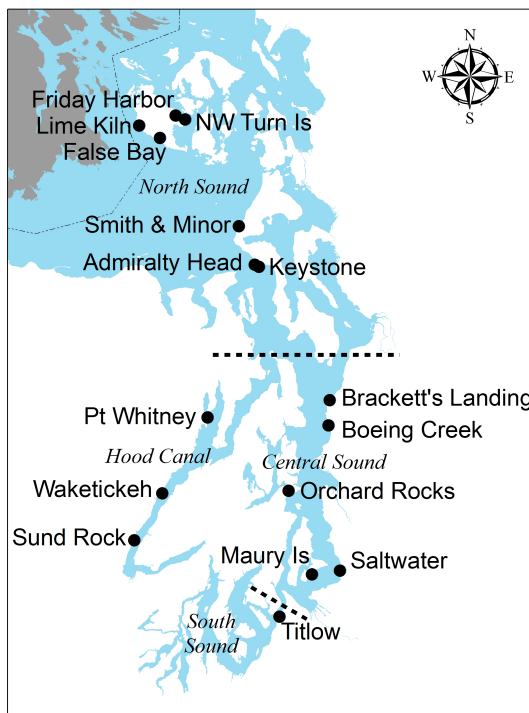 N
W
E
S
Friday Harbor
Lime Kiln
NW Turn Is
False Bay
North Sound
Smith & Minor
Admiralty Head
Keystone
Brackett's Landing
Pt Whitney
Boeing Creek
Hood Canal
Central Sound
Waketickeh
Orchard Rocks
Sund Rock
Maury Is
Saltwater
South
Sound
Titlow